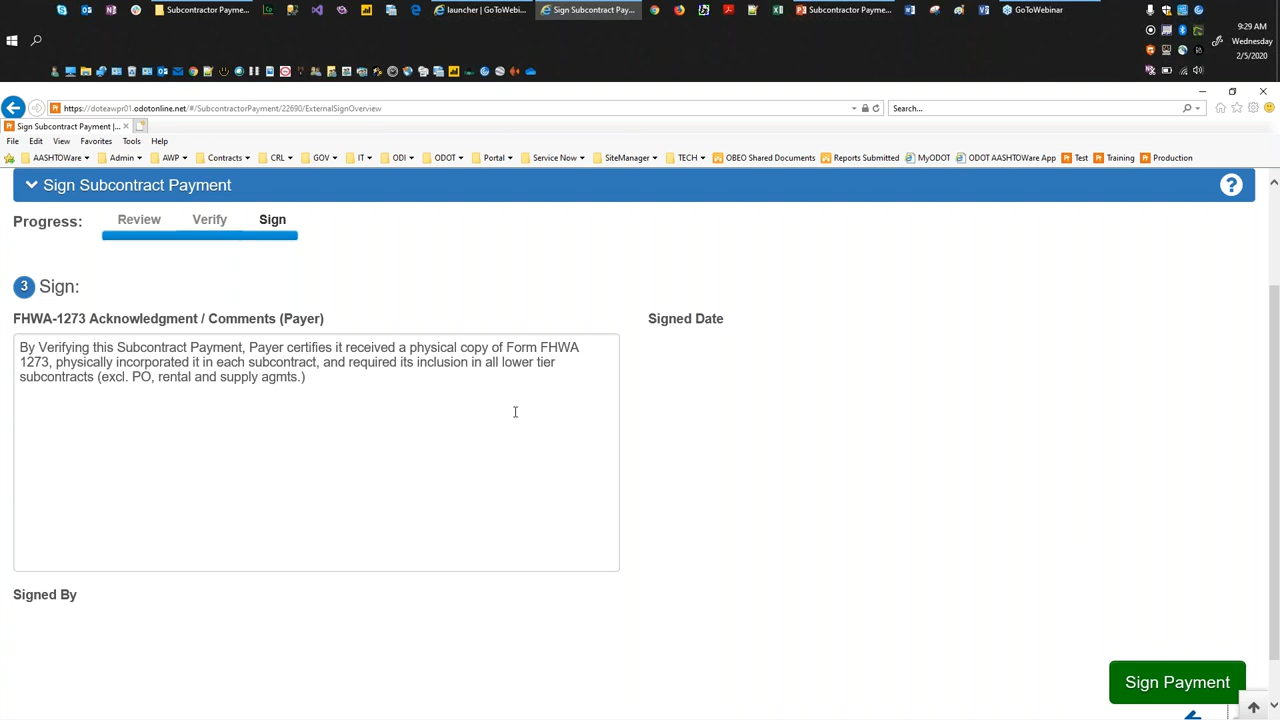 Subcontractor Payme...
launcher | GoToWebi...
Sign Subcontract Pay...
Subcontractor Payme...
GoToWebinar
9:29 AM
Wednesday
2/5/2020
https://doteawpr01.odotonline.net/#/SubcontractorPayment/22690/ExternalSignOverview
Search...
Sign Subcontract Payment |...
File Edit View Favorites Tools Help
AASHTOWare Admin AWP Contracts CRL GOV IT ODI ODOT Portal Service Now SiteManager TECH OBEO Shared Documents Reports Submitted MyODOT ODOT AASHTOWare App Test Training Production
Sign Subcontract Payment ?
Progress: Review Verify Sign
3 Sign:
FHWA-1273 Acknowledgment / Comments (Payer)
Signed Date
By Verifying this Subcontract Payment, Payer certifies it received a physical copy of Form FHWA
1273, physically incorporated it in each subcontract, and required its inclusion in all lower tier
subcontracts (excl. PO, rental and supply agmts.)
Signed By
Sign Payment